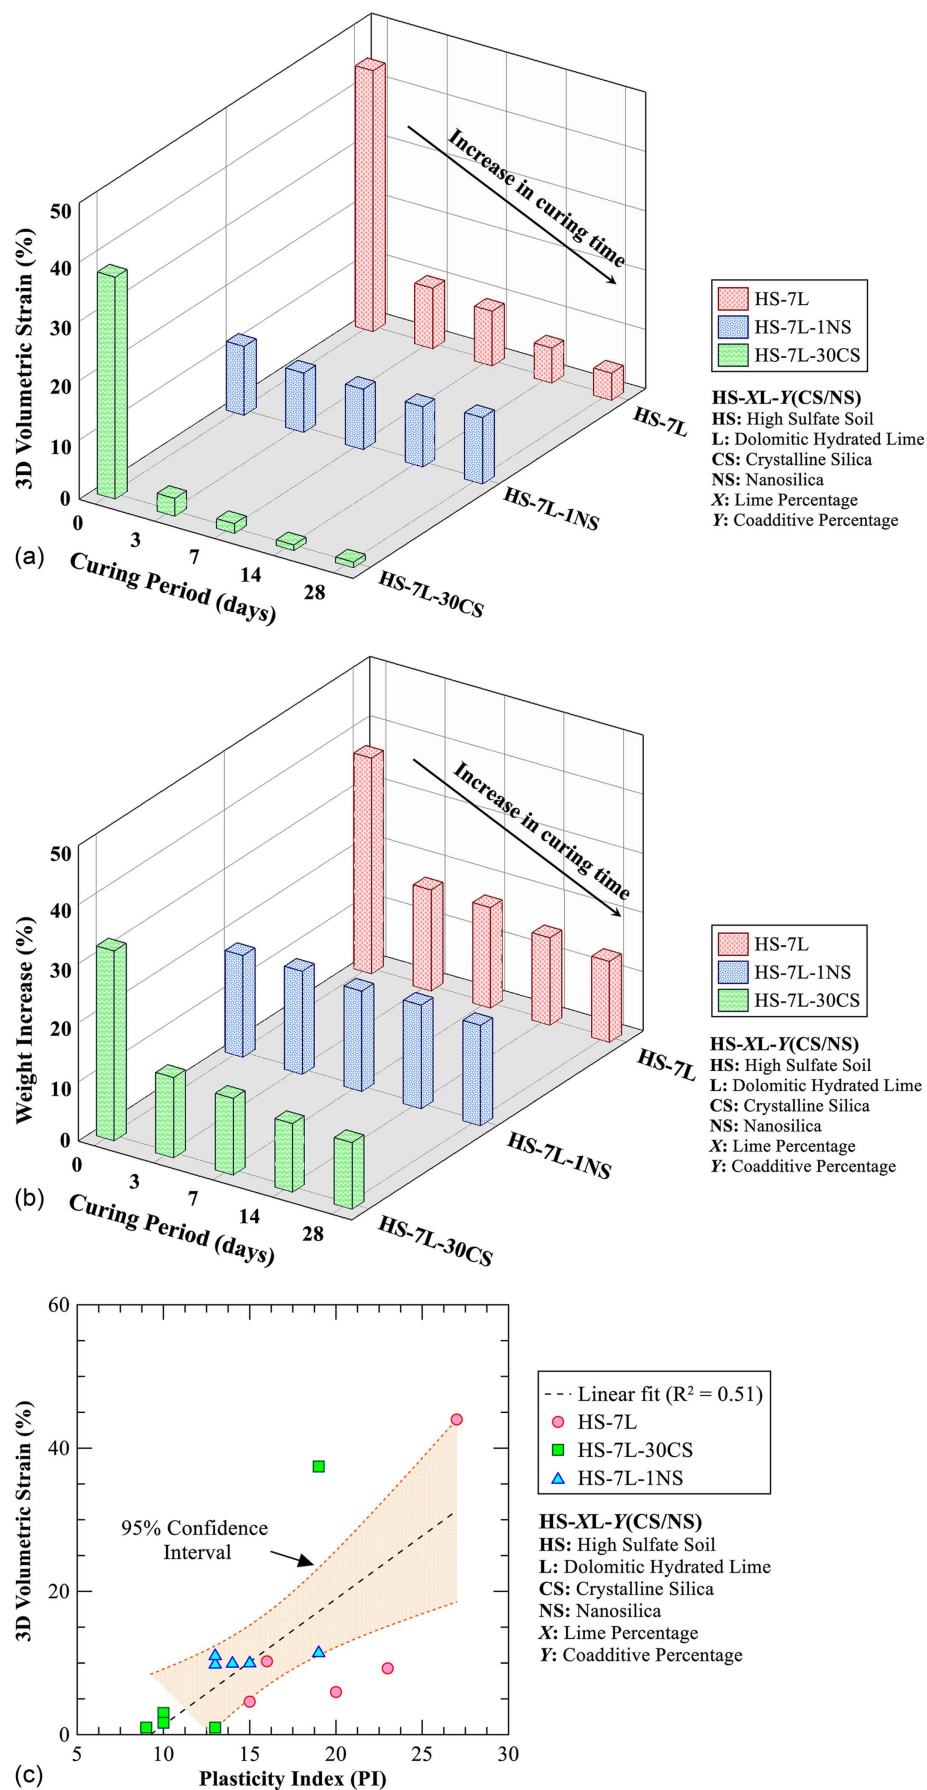 50
40
30
20
10
0
3D Volumetric Strain (%)
0
3
7
14
28
Curing Period (days)
Increase in curing time
HS-7L
HS-7L-1NS
HS-7L-30CS
HS-7L
HS-7L-1NS
HS-7L-30CS
HS-XL-Y(CS/NS)
HS: High Sulfate Soil
L: Dolomitic Hydrated Lime
CS: Crystalline Silica
NS: Nanosilica
X: Lime Percentage
Y: Coadditive Percentage
(a)
50
40
30
20
10
0
Weight Increase (%)
0
3
7
14
28
Curing Period (days)
Increase in curing time
HS-7L
HS-7L-1NS
HS-7L-30CS
HS-7L
HS-7L-1NS
HS-7L-30CS
HS-XL-Y(CS/NS)
HS: High Sulfate Soil
L: Dolomitic Hydrated Lime
CS: Crystalline Silica
NS: Nanosilica
X: Lime Percentage
Y: Coadditive Percentage
(b)
60
40
20
0
3D Volumetric Strain (%)
95% Confidence
Interval
5
10
15
20
25
30
Plasticity Index (PI)
Linear fit (R² = 0.51)
HS-7L
HS-7L-30CS
HS-7L-1NS
HS-XL-Y(CS/NS)
HS: High Sulfate Soil
L: Dolomitic Hydrated Lime
CS: Crystalline Silica
NS: Nanosilica
X: Lime Percentage
Y: Coadditive Percentage
(c)